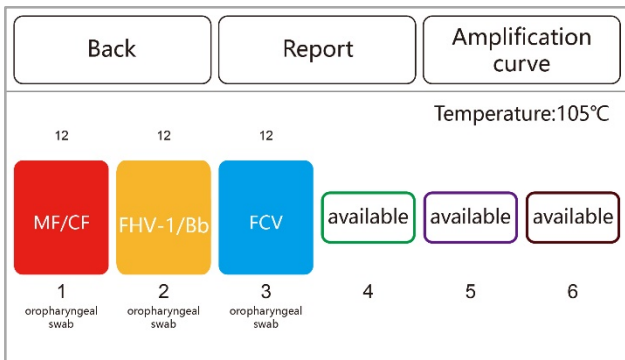 Back Report Amplification
curve
Temperature:105℃
12 12 12
MF/CF FHV-1/Bb FCV available available available
1 2 3 4 5 6
oropharyngeal oropharyngeal oropharyngeal
swab swab swab